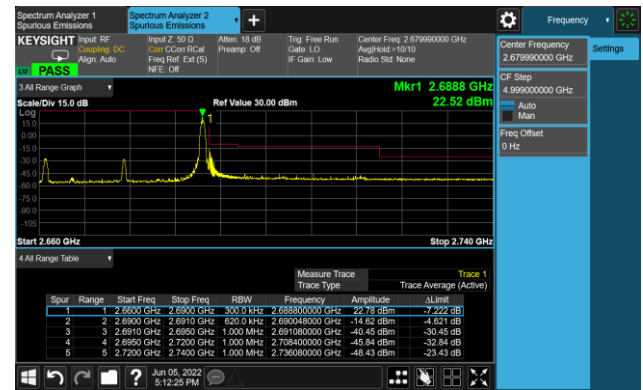 Spectrum Analyzer 1
Spurious Emissions
Spectrum Analyzer 2
Spurious Emissions
Frequency
KEYSIGHT
Input: RF
Coupling: DC
Align: Auto
Input Z: 50 Ω
Corr CCorr RCal
Freq Ref: Ext (S)
NFE: Off
Atten: 18 dB
Preamp: Off
Trig: Free Run
Gate: LO
IF Gain: Low
Center Freq: 2.679990000 GHz
Avg|Hold:>10/10
Radio Std: None
PASS
Center Frequency
2.679990000 GHz
Settings
CF Step
4.999000000 GHz
Auto
Man
Freq Offset
0 Hz
3 All Range Graph
Mkr1 2.6888 GHz
22.52 dBm
Scale/Div 15.0 dB
Ref Value 30.00 dBm
Log
15.0
0.00
-15.0
-30.0
-45.0
-60.0
-75.0
-90.0
-105
1
Start 2.660 GHz
Stop 2.740 GHz
4 All Range Table
Measure Trace Trace 1
Trace Type Trace Average (Active)
Spur Range Start Freq Stop Freq RBW Frequency Amplitude ΔLimit
1 1 2.6600 GHz 2.6900 GHz 300.0 kHz 2.688800000 GHz 22.78 dBm -7.222 dB
2 2 2.6900 GHz 2.6910 GHz 620.0 kHz 2.690048000 GHz -14.62 dBm -4.621 dB
3 3 2.6910 GHz 2.6950 GHz 1.000 MHz 2.691080000 GHz -40.45 dBm -30.45 dB
4 4 2.6950 GHz 2.7200 GHz 1.000 MHz 2.708400000 GHz -45.84 dBm -32.84 dB
5 5 2.7200 GHz 2.7400 GHz 1.000 MHz 2.736080000 GHz -48.43 dBm -23.43 dB
Jun 05, 2022
5:12:25 PM